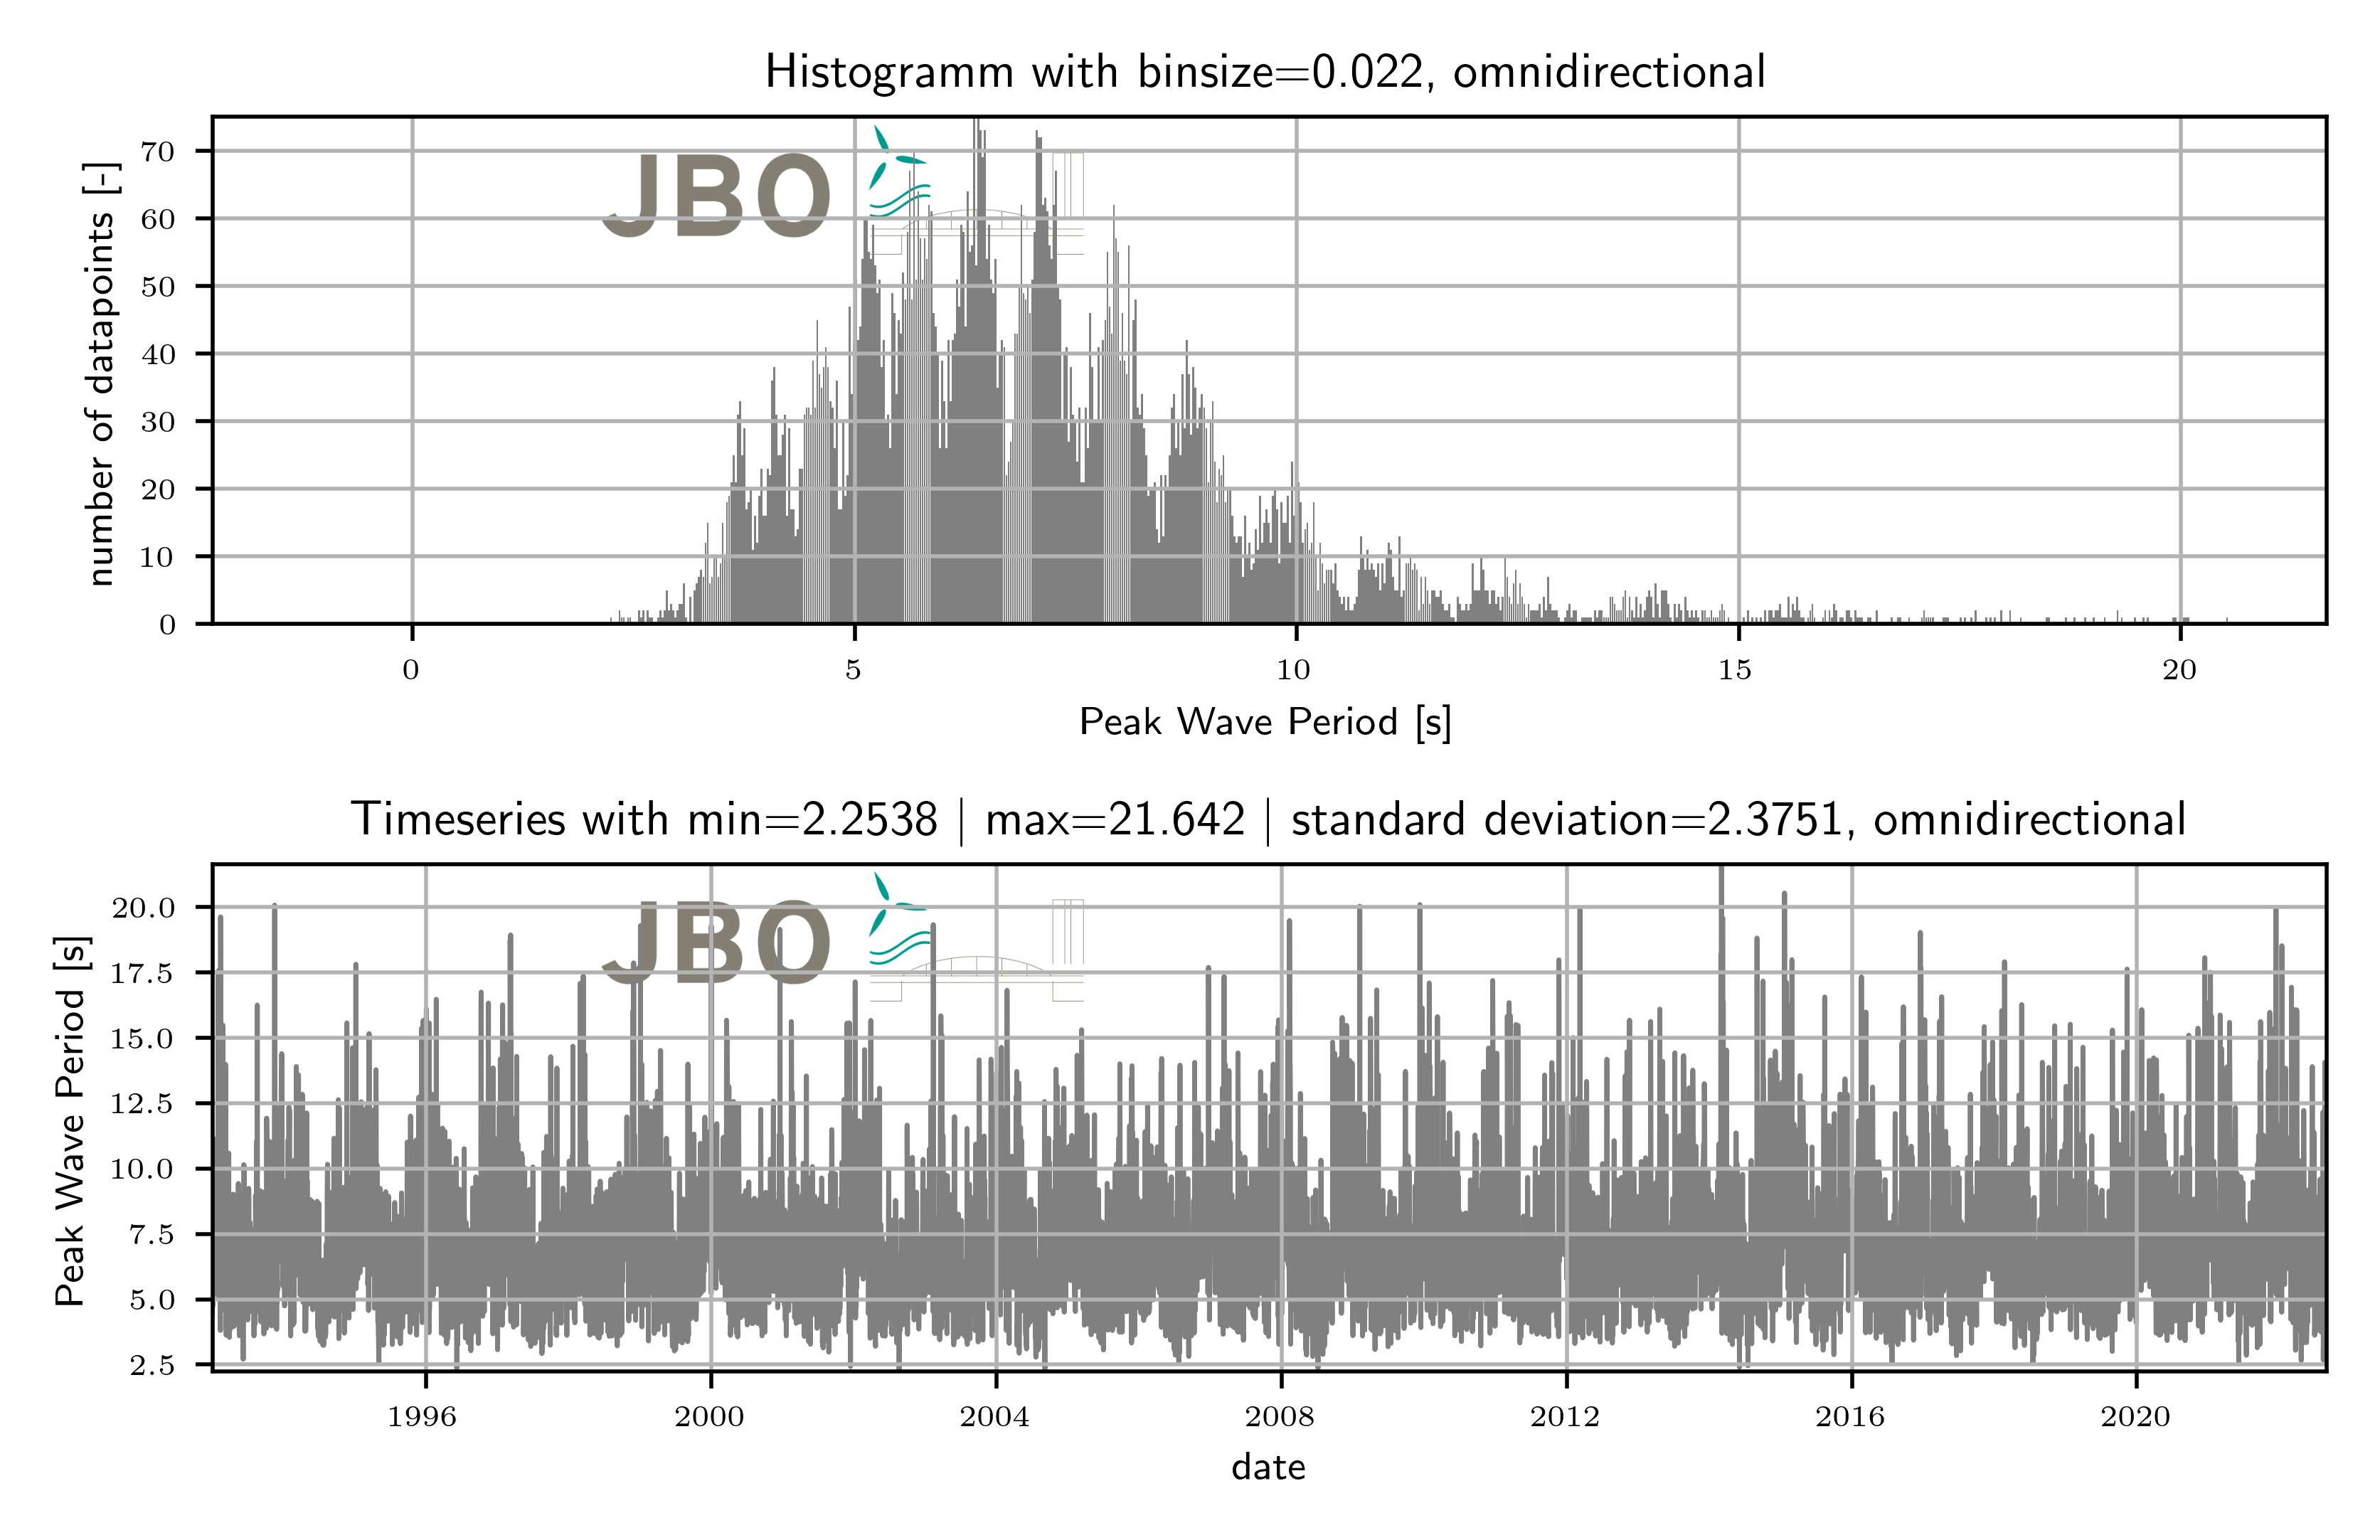 Histogramm with binsize=0.022, omnidirectional
JBO
number of datapoints [-]
70
60
50
40
30
20
10
0
0 5 10 15 20
Peak Wave Period [s]
Timeseries with min=2.2538 | max=21.642 | standard deviation=2.3751, omnidirectional
JBO
Peak Wave Period [s]
20.0
17.5
15.0
12.5
10.0
7.5
5.0
2.5
1996 2000 2004 2008 2012 2016 2020
date